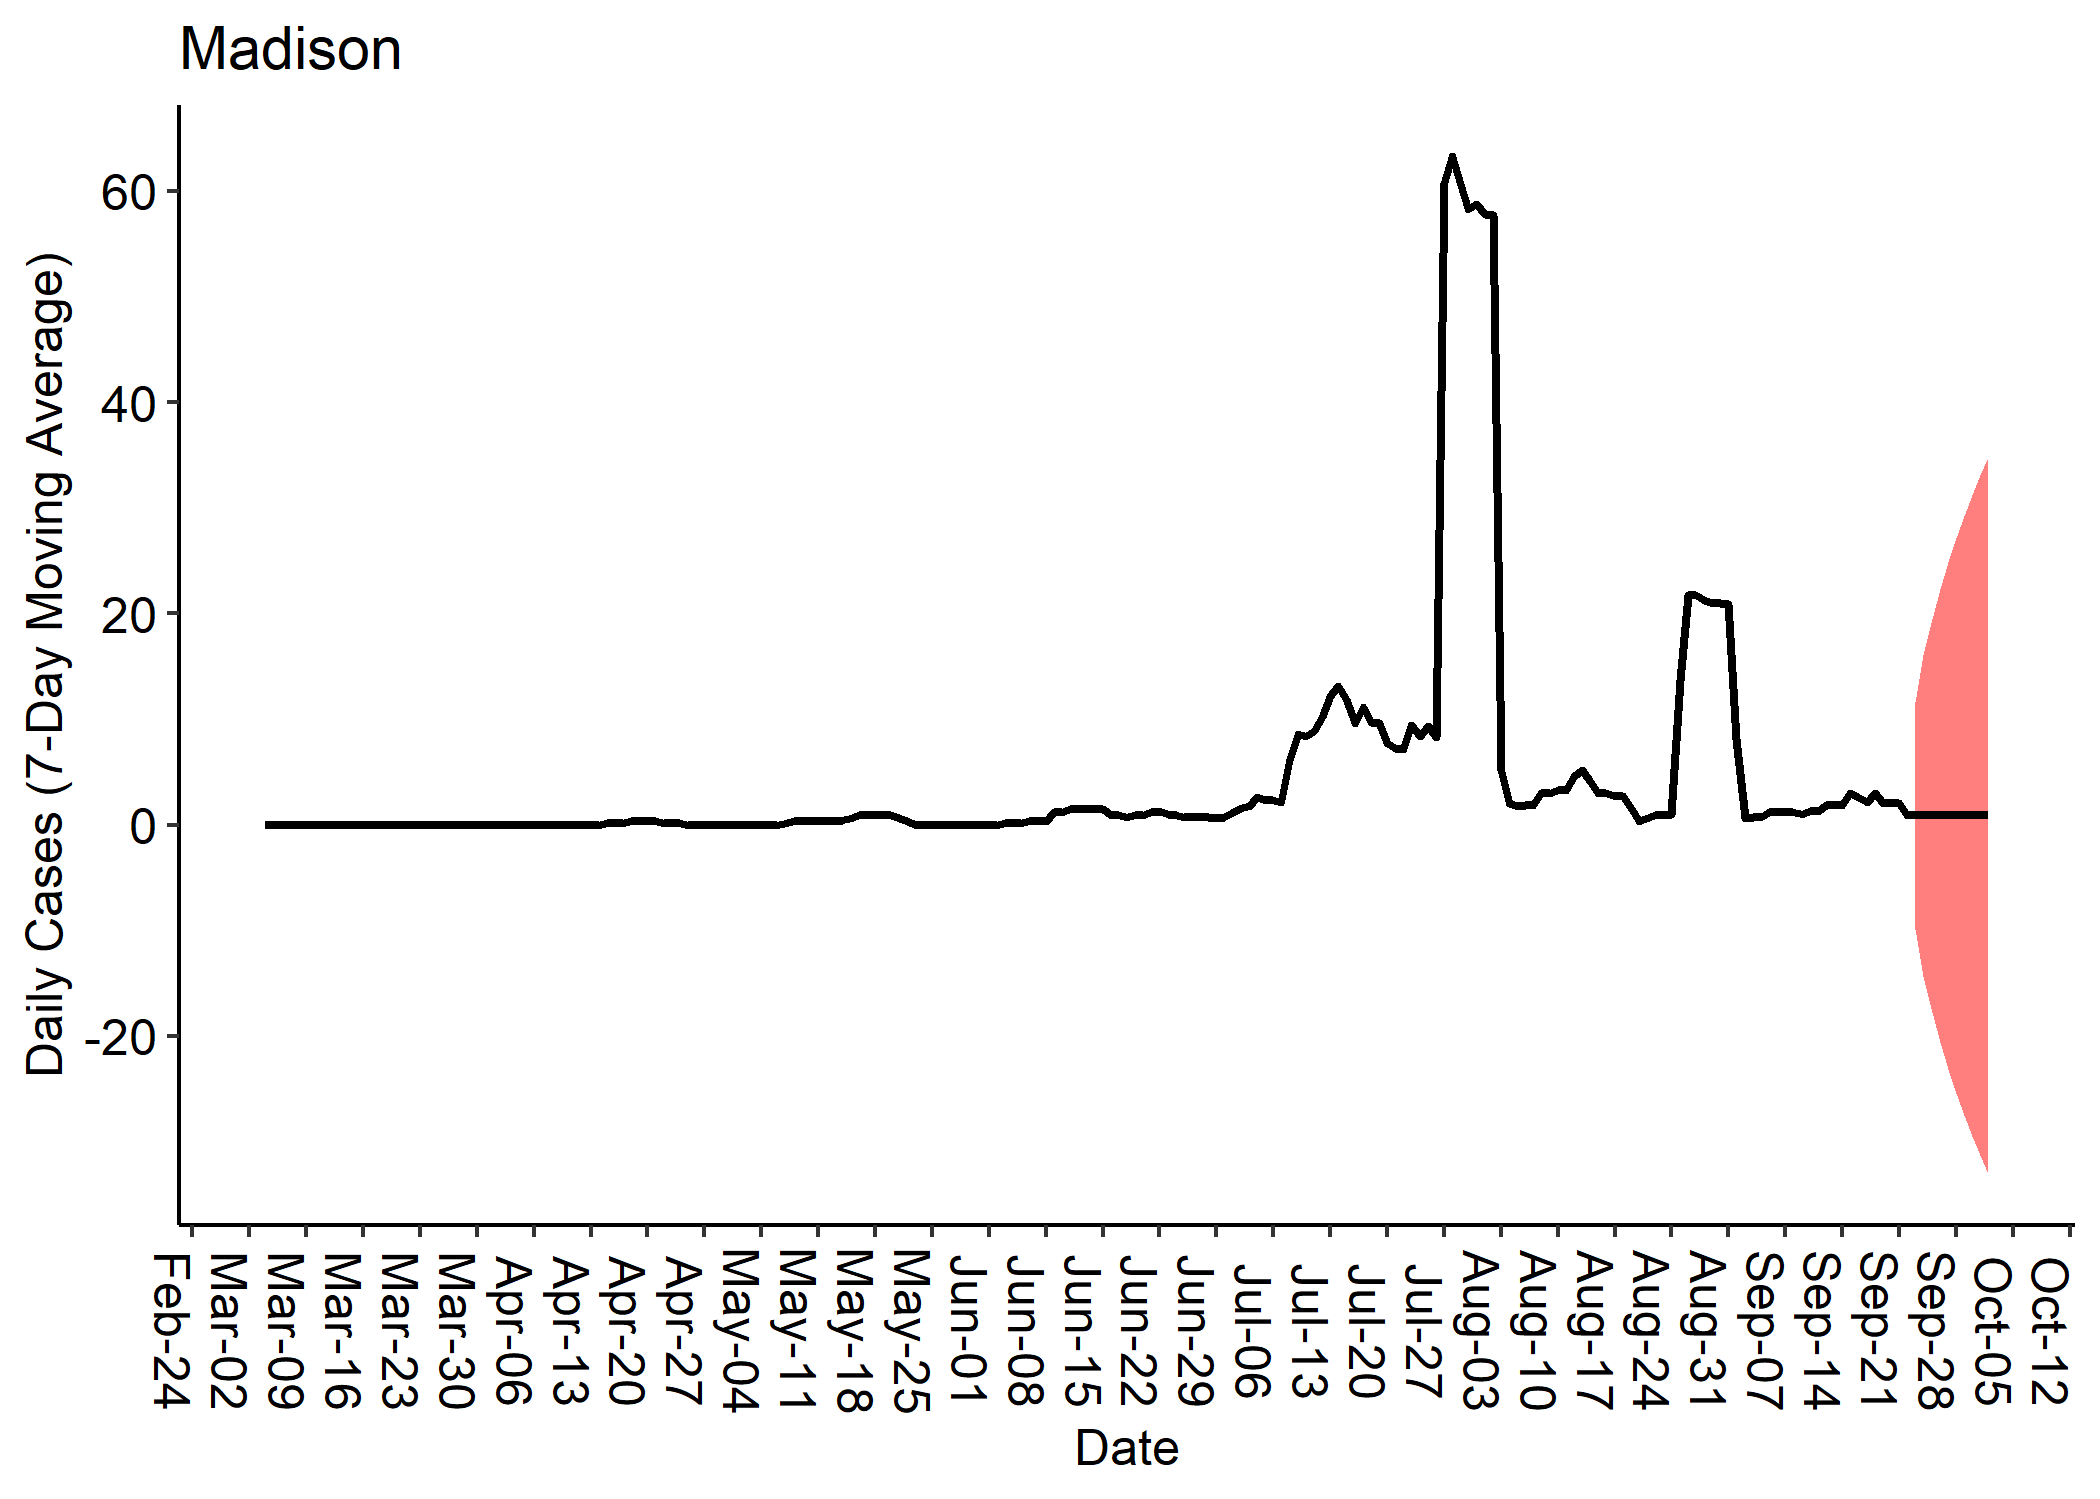 Madison
Daily Cases (7-Day Moving Average)
60
40
20
0
-20
Feb-24
Mar-02
Mar-09
Mar-16
Mar-23
Mar-30
Apr-06
Apr-13
Apr-20
Apr-27
May-04
May-11
May-18
May-25
Jun-01
Jun-08
Jun-15
Jun-22
Jun-29
Jul-06
Jul-13
Jul-20
Jul-27
Aug-03
Aug-10
Aug-17
Aug-24
Aug-31
Sep-07
Sep-14
Sep-21
Sep-28
Oct-05
Oct-12
Date